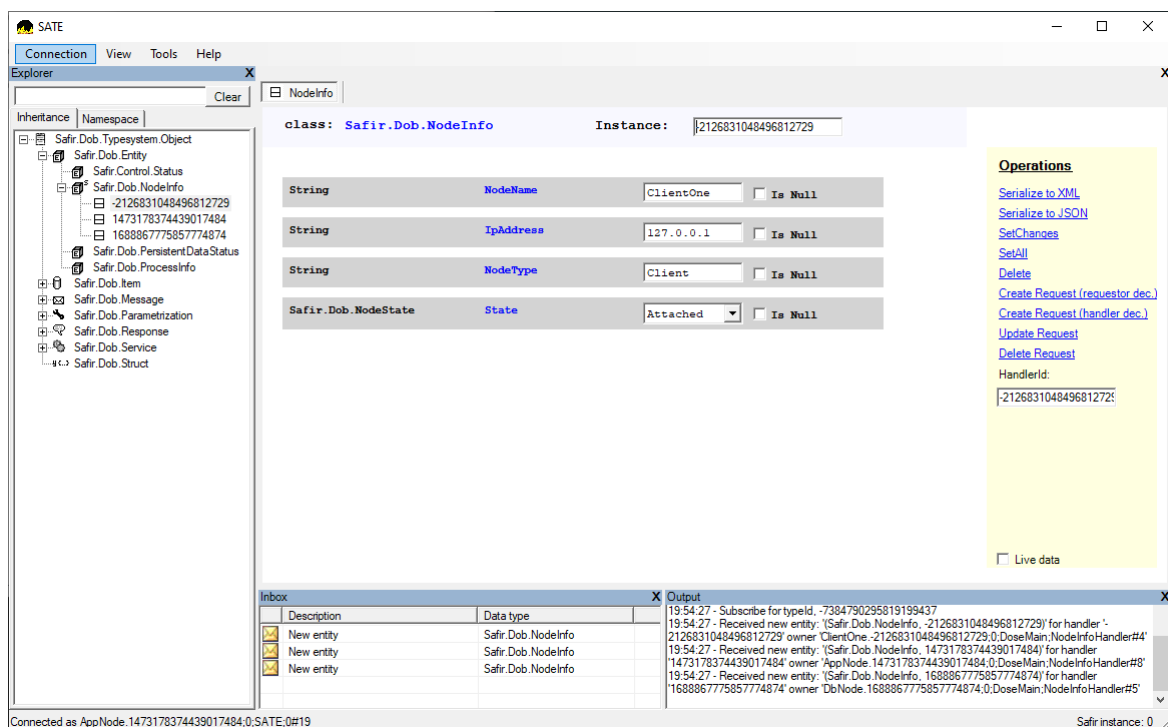 SATE
Connection View Tools Help
Explorer X
Clear
Inheritance Namespace
Safir.Dob.Typesystem.Object
Safir.Dob.Entity
Safir.Control.Status
Safir.Dob.NodeInfo
-2126831048496812729
1473178374439017484
1688867775857774874
Safir.Dob.PersistentDataStatus
Safir.Dob.ProcessInfo
Safir.Dob.Item
Safir.Dob.Message
Safir.Dob.Parametrization
Safir.Dob.Response
Safir.Dob.Service
Safir.Dob.Struct
X
NodeInfo
class: Safir.Dob.NodeInfo Instance: -2126831048496812729
String NodeName ClientOne Is Null
String IpAddress 127.0.0.1 Is Null
String NodeType Client Is Null
Safir.Dob.NodeState State Attached Is Null
Operations
Serialize to XML
Serialize to JSON
SetChanges
SetAll
Delete
Create Request (requestor dec.)
Create Request (handler dec.)
Update Request
Delete Request
HandlerId:
-2126831048496812729
Live data
Inbox X
Description Data type
New entity Safir.Dob.NodeInfo
New entity Safir.Dob.NodeInfo
New entity Safir.Dob.NodeInfo
Output X
19:54:27 - Subscribe for typeId, -7384790295819199437
19:54:27 - Received new entity: '(Safir.Dob.NodeInfo, -2126831048496812729)' for handler '-
2126831048496812729' owner 'ClientOne.-2126831048496812729;0;DoseMain;NodeInfoHandler#4'
19:54:27 - Received new entity: '(Safir.Dob.NodeInfo, 1473178374439017484)' for handler
'1473178374439017484' owner 'AppNode.1473178374439017484;0;DoseMain;NodeInfoHandler#8'
19:54:27 - Received new entity: '(Safir.Dob.NodeInfo, 1688867775857774874)' for handler
'1688867775857774874' owner 'DbNode.1688867775857774874;0;DoseMain;NodeInfoHandler#5'
Connected as AppNode.1473178374439017484;0;SATE;0#19 Safir instance: 0